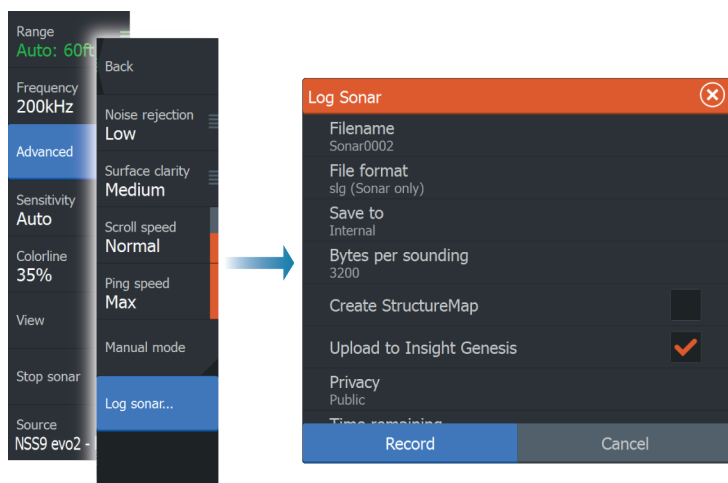 Range
Auto: 60ft
Frequency
200kHz
Advanced
Sensitivity
Auto
Colorline
35%
View
Stop sonar
Source
NSS9 evo2 -
Back
Noise rejection
Low
Surface clarity
Medium
Scroll speed
Normal
Ping speed
Max
Manual mode
Log sonar...
Log Sonar
Filename
Sonar0002
File format
slg (Sonar only)
Save to
Internal
Bytes per sounding
3200
Create StructureMap
Upload to Insight Genesis
Privacy
Public
Time remaining
Record
Cancel